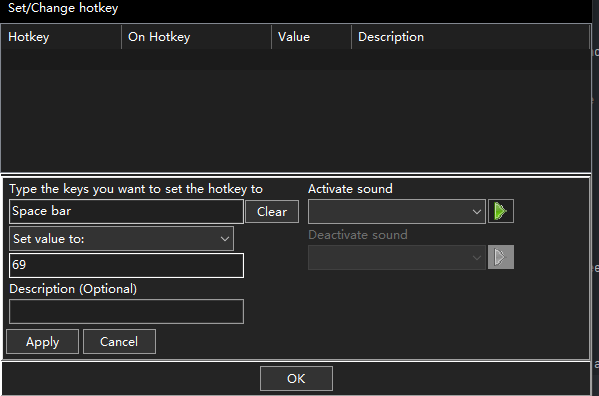 Set/Change hotkey
Hotkey On Hotkey Value Description
Type the keys you want to set the hotkey to
Activate sound
Space bar
Clear
Set value to:
Deactivate sound
69
Description (Optional)
Apply
Cancel
OK